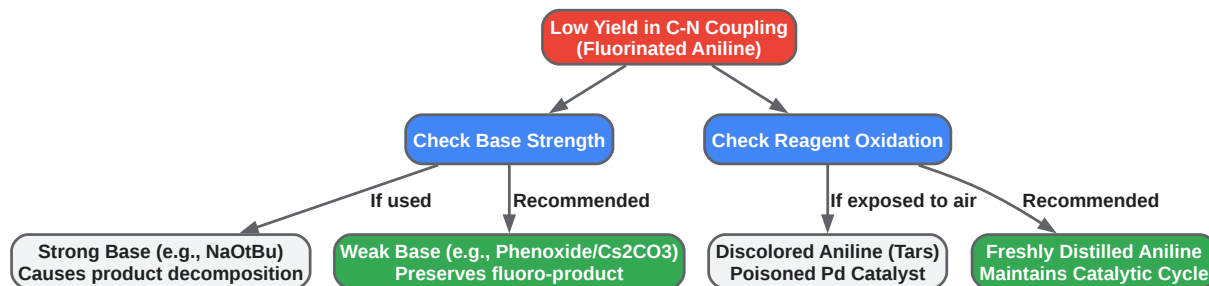 Low Yield in C-N Coupling
(Fluorinated Aniline)
Check Base Strength
Check Reagent Oxidation
If used
Recommended
If exposed to air
Recommended
Strong Base (e.g., NaOtBu)
Causes product decomposition
Weak Base (e.g., Phenoxide/Cs2CO3)
Preserves fluoro-product
Discolored Aniline (Tars)
Poisoned Pd Catalyst
Freshly Distilled Aniline
Maintains Catalytic Cycle